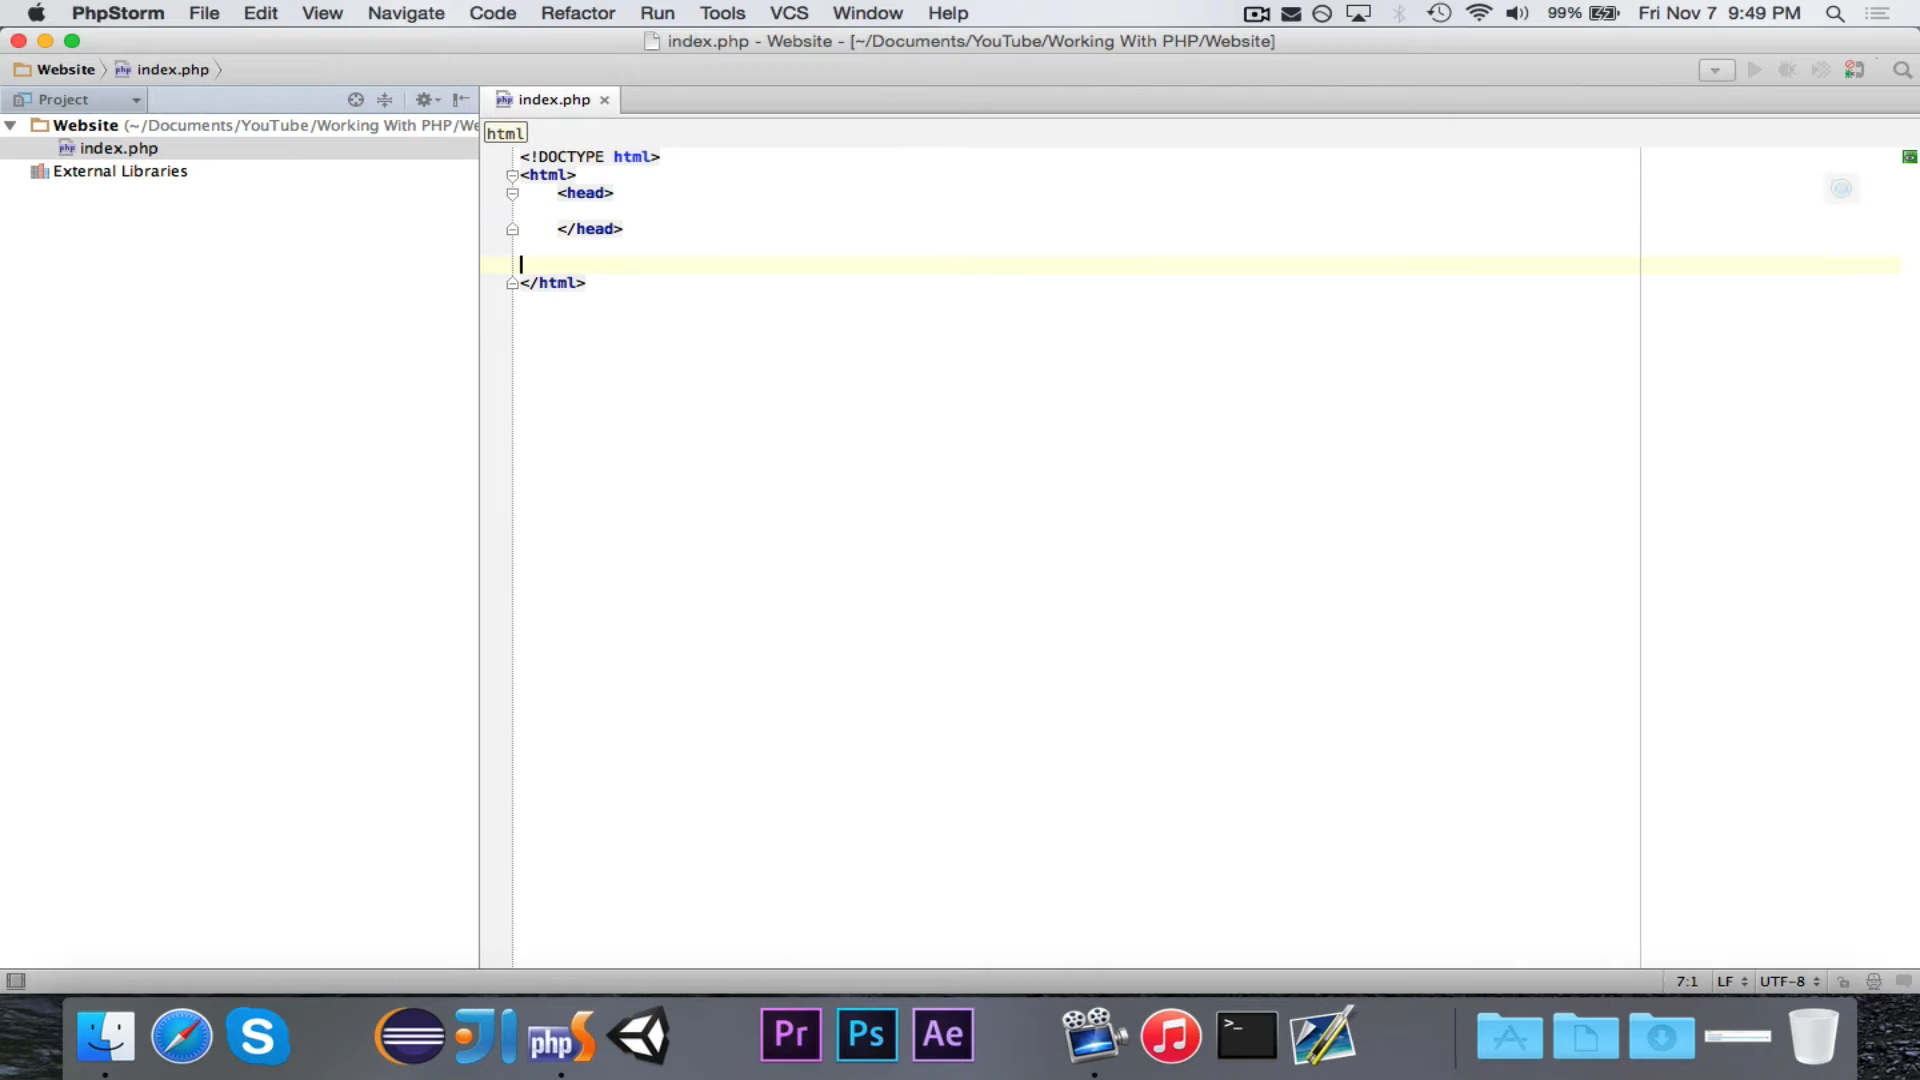 PhpStorm File Edit View Navigate Code Refactor Run Tools VCS Window Help 99% Fri Nov 7 9:49 PM
index.php - Website - [~/Documents/YouTube/Working With PHP/Website]
Website php index.php
Project php index.php
Website (~/Documents/YouTube/Working With PHP/We
html
php index.php
<!DOCTYPE html>
External Libraries
<html>
<head>
</head>
</html>
7:1 LF UTF-8
S php S Pr Ps Ae >_